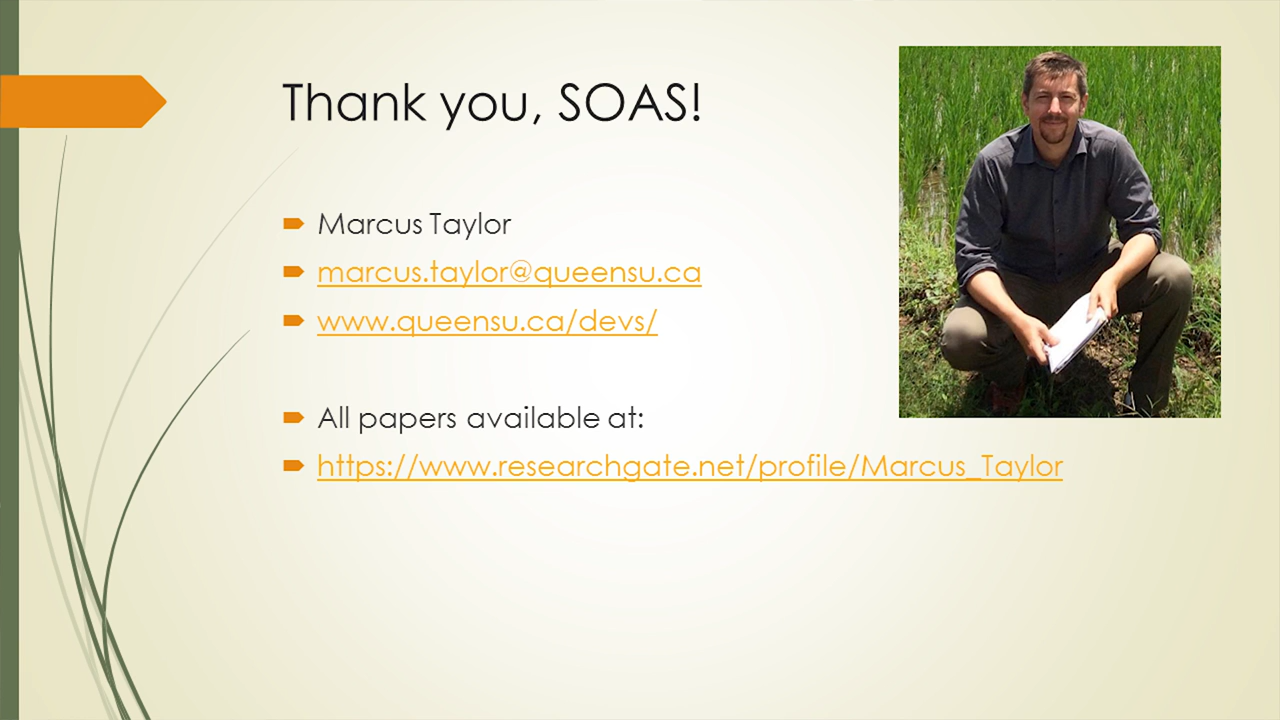 Thank you, SOAS!
Marcus Taylor
marcus.taylor@queensu.ca
www.queensu.ca/devs/
All papers available at:
https://www.researchgate.net/profile/Marcus_Taylor